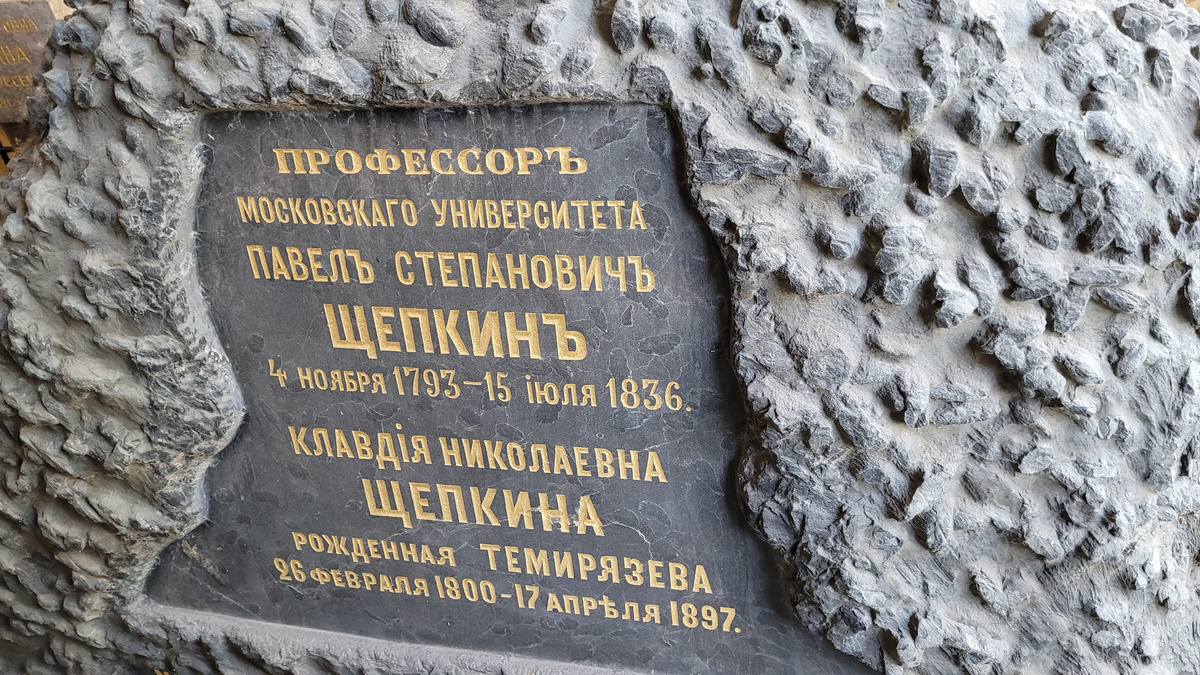 ПРОФЕССОРЪ
МОСКОВСКАГО УНИВЕРСИТЕТА
ПАВЕЛЪ СТЕПАНОВИЧЪ
ЩЕПКИНЪ
4 НОЯБРЯ 1793-15 ІЮЛЯ 1836.
КЛАВДІЯ НИКОЛАЕВНА
ЩЕПКИНА
РОЖДЕННАЯ ТЕМИРЯЗЕВА
26 ФЕВРАЛЯ 1800-17 АПРѢЛЯ 1897.